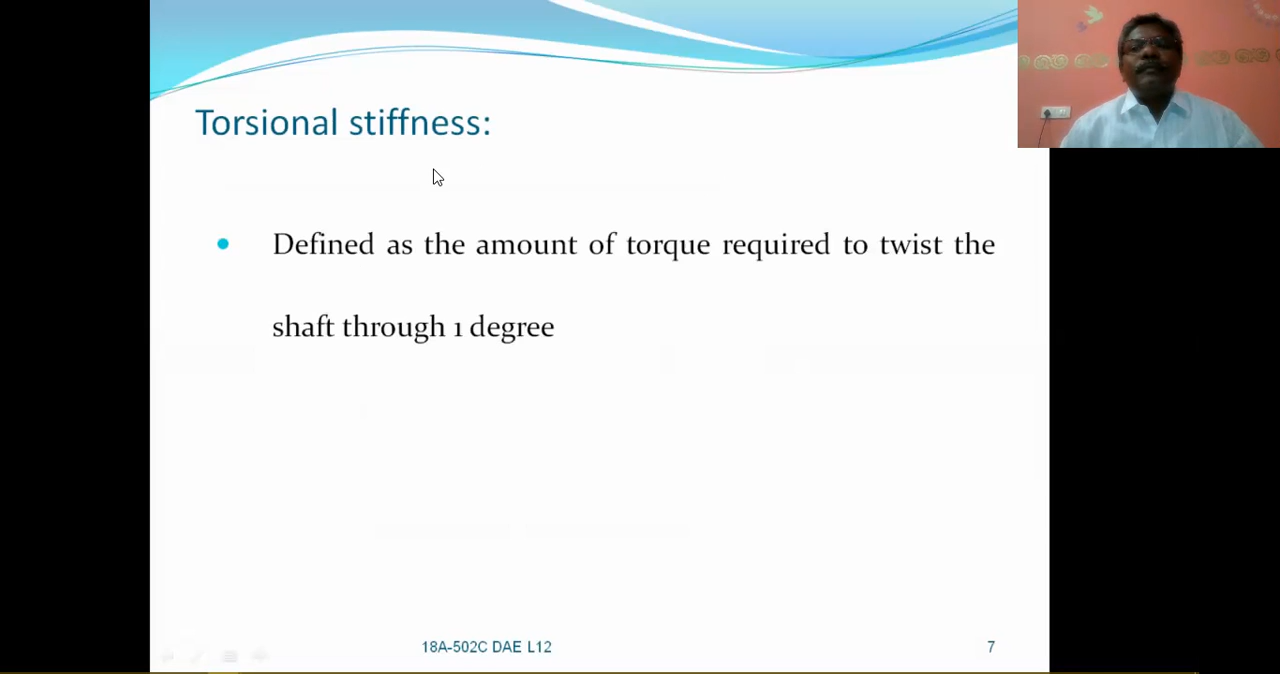 Torsional stiffness:
• Defined as the amount of torque required to twist the
shaft through 1 degree
18A-502C DAE L12
7